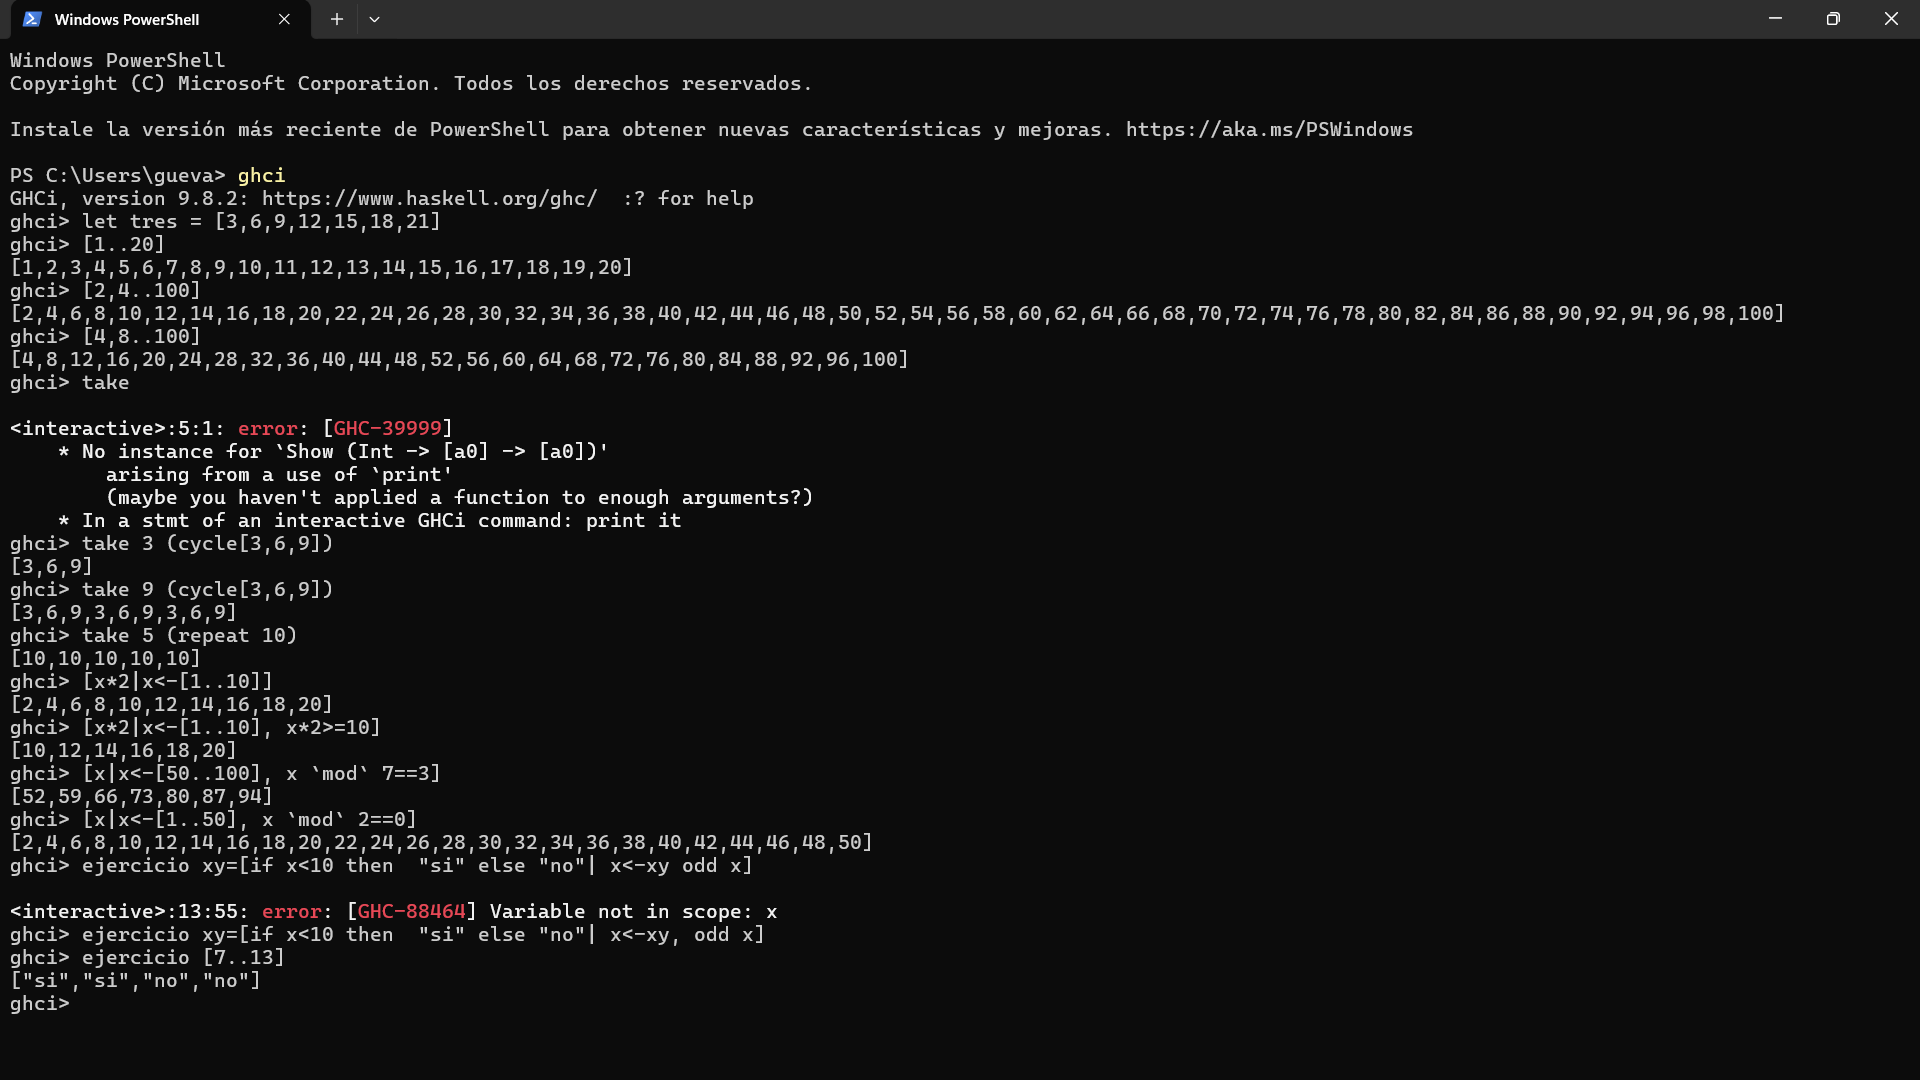 Windows PowerShell
Windows PowerShell
Copyright (C) Microsoft Corporation. Todos los derechos reservados.
Instale la versión más reciente de PowerShell para obtener nuevas características y mejoras. https://aka.ms/PSWindows
PS C:\Users\gueva> ghci
GHCi, version 9.8.2: https://www.haskell.org/ghc/  :? for help
ghci> let tres = [3,6,9,12,15,18,21]
ghci> [1..20]
[1,2,3,4,5,6,7,8,9,10,11,12,13,14,15,16,17,18,19,20]
ghci> [2,4..100]
[2,4,6,8,10,12,14,16,18,20,22,24,26,28,30,32,34,36,38,40,42,44,46,48,50,52,54,56,58,60,62,64,66,68,70,72,74,76,78,80,82,84,86,88,90,92,94,96,98,100]
ghci> [4,8..100]
[4,8,12,16,20,24,28,32,36,40,44,48,52,56,60,64,68,72,76,80,84,88,92,96,100]
ghci> take
<interactive>:5:1: error: [GHC-39999]
    * No instance for `Show (Int -> [a0] -> [a0])'
        arising from a use of `print'
        (maybe you haven't applied a function to enough arguments?)
    * In a stmt of an interactive GHCi command: print it
ghci> take 3 (cycle[3,6,9])
[3,6,9]
ghci> take 9 (cycle[3,6,9])
[3,6,9,3,6,9,3,6,9]
ghci> take 5 (repeat 10)
[10,10,10,10,10]
ghci> [x*2|x<-[1..10]]
[2,4,6,8,10,12,14,16,18,20]
ghci> [x*2|x<-[1..10], x*2>=10]
[10,12,14,16,18,20]
ghci> [x|x<-[50..100], x `mod` 7==3]
[52,59,66,73,80,87,94]
ghci> [x|x<-[1..50], x `mod` 2==0]
[2,4,6,8,10,12,14,16,18,20,22,24,26,28,30,32,34,36,38,40,42,44,46,48,50]
ghci> ejercicio xy=[if x<10 then  "si" else "no"| x<-xy odd x]
<interactive>:13:55: error: [GHC-88464] Variable not in scope: x
ghci> ejercicio xy=[if x<10 then  "si" else "no"| x<-xy, odd x]
ghci> ejercicio [7..13]
["si","si","no","no"]
ghci>